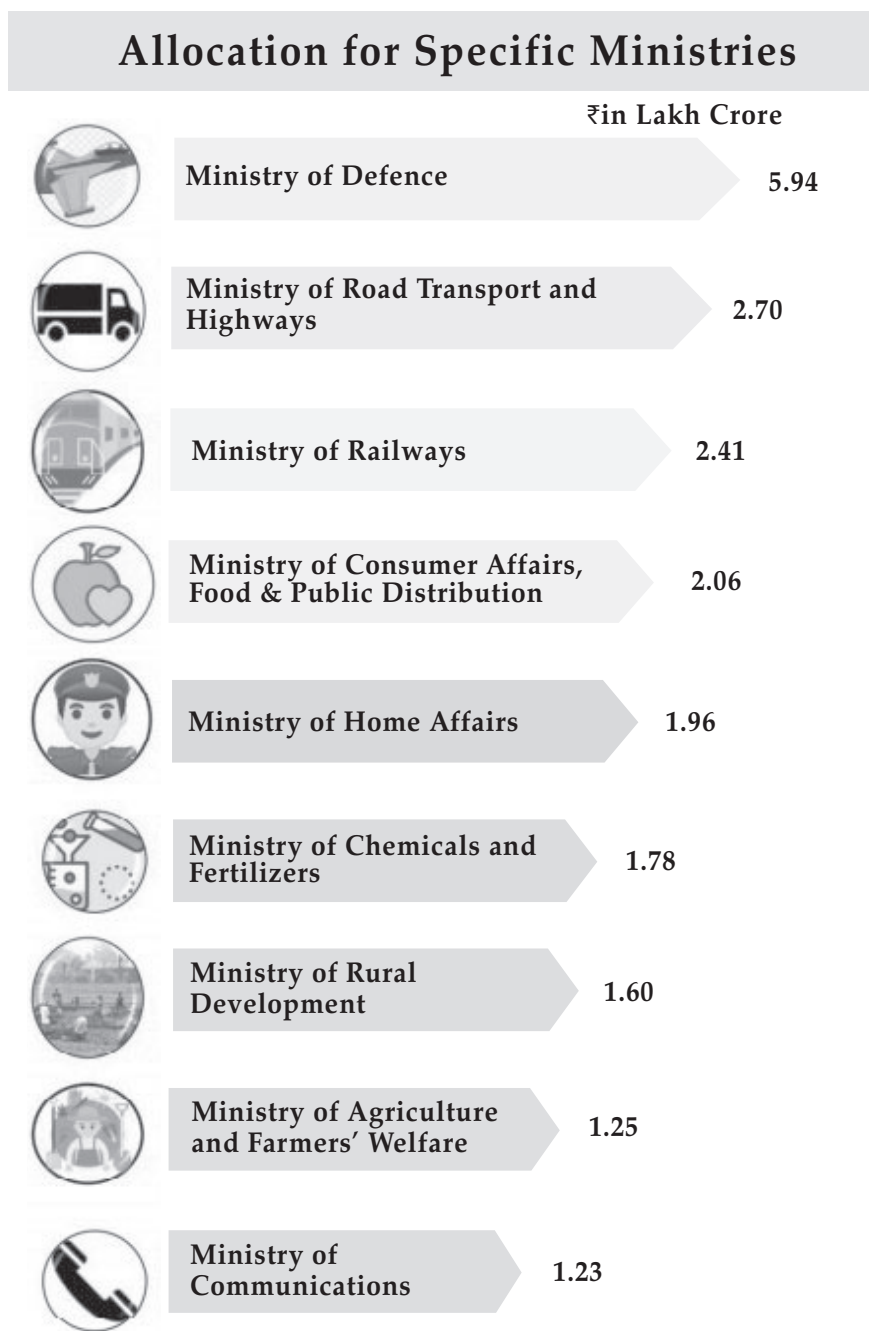 Allocation for Specific Ministries
₹in Lakh Crore
Ministry of Defence
5.94
Ministry of Road Transport and
Highways
2.70
Ministry of Railways
2.41
Ministry of Consumer Affairs,
Food & Public Distribution
2.06
Ministry of Home Affairs
1.96
Ministry of Chemicals and
Fertilizers
1.78
Ministry of Rural
Development
1.60
Ministry of Agriculture
and Farmers’ Welfare
1.25
Ministry of
Communications
1.23